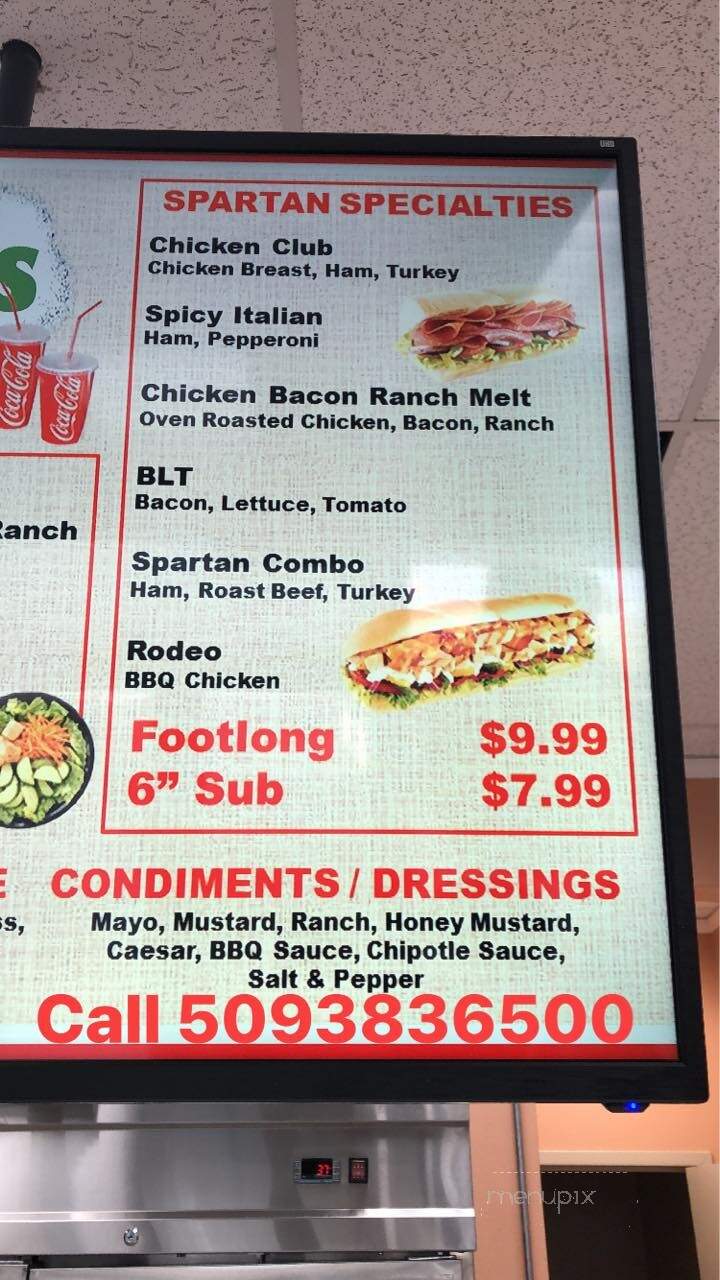 SPARTAN SPECIALTIES
Chicken Club
Chicken Breast, Ham, Turkey
Spicy Italian
Ham, Pepperoni
Chicken Bacon Ranch Melt
Oven Roasted Chicken, Bacon, Ranch
BLT
Bacon, Lettuce, Tomato
Spartan Combo
Ham, Roast Beef, Turkey
Rodeo
BBQ Chicken
Footlong $9.99
6” Sub $7.99
S
Coca-Cola
Coca-Cola
Ranch
E CONDIMENTS / DRESSINGS
ss, Mayo, Mustard, Ranch, Honey Mustard,
Caesar, BBQ Sauce, Chipotle Sauce,
Salt & Pepper
Call 5093836500
37
menupix